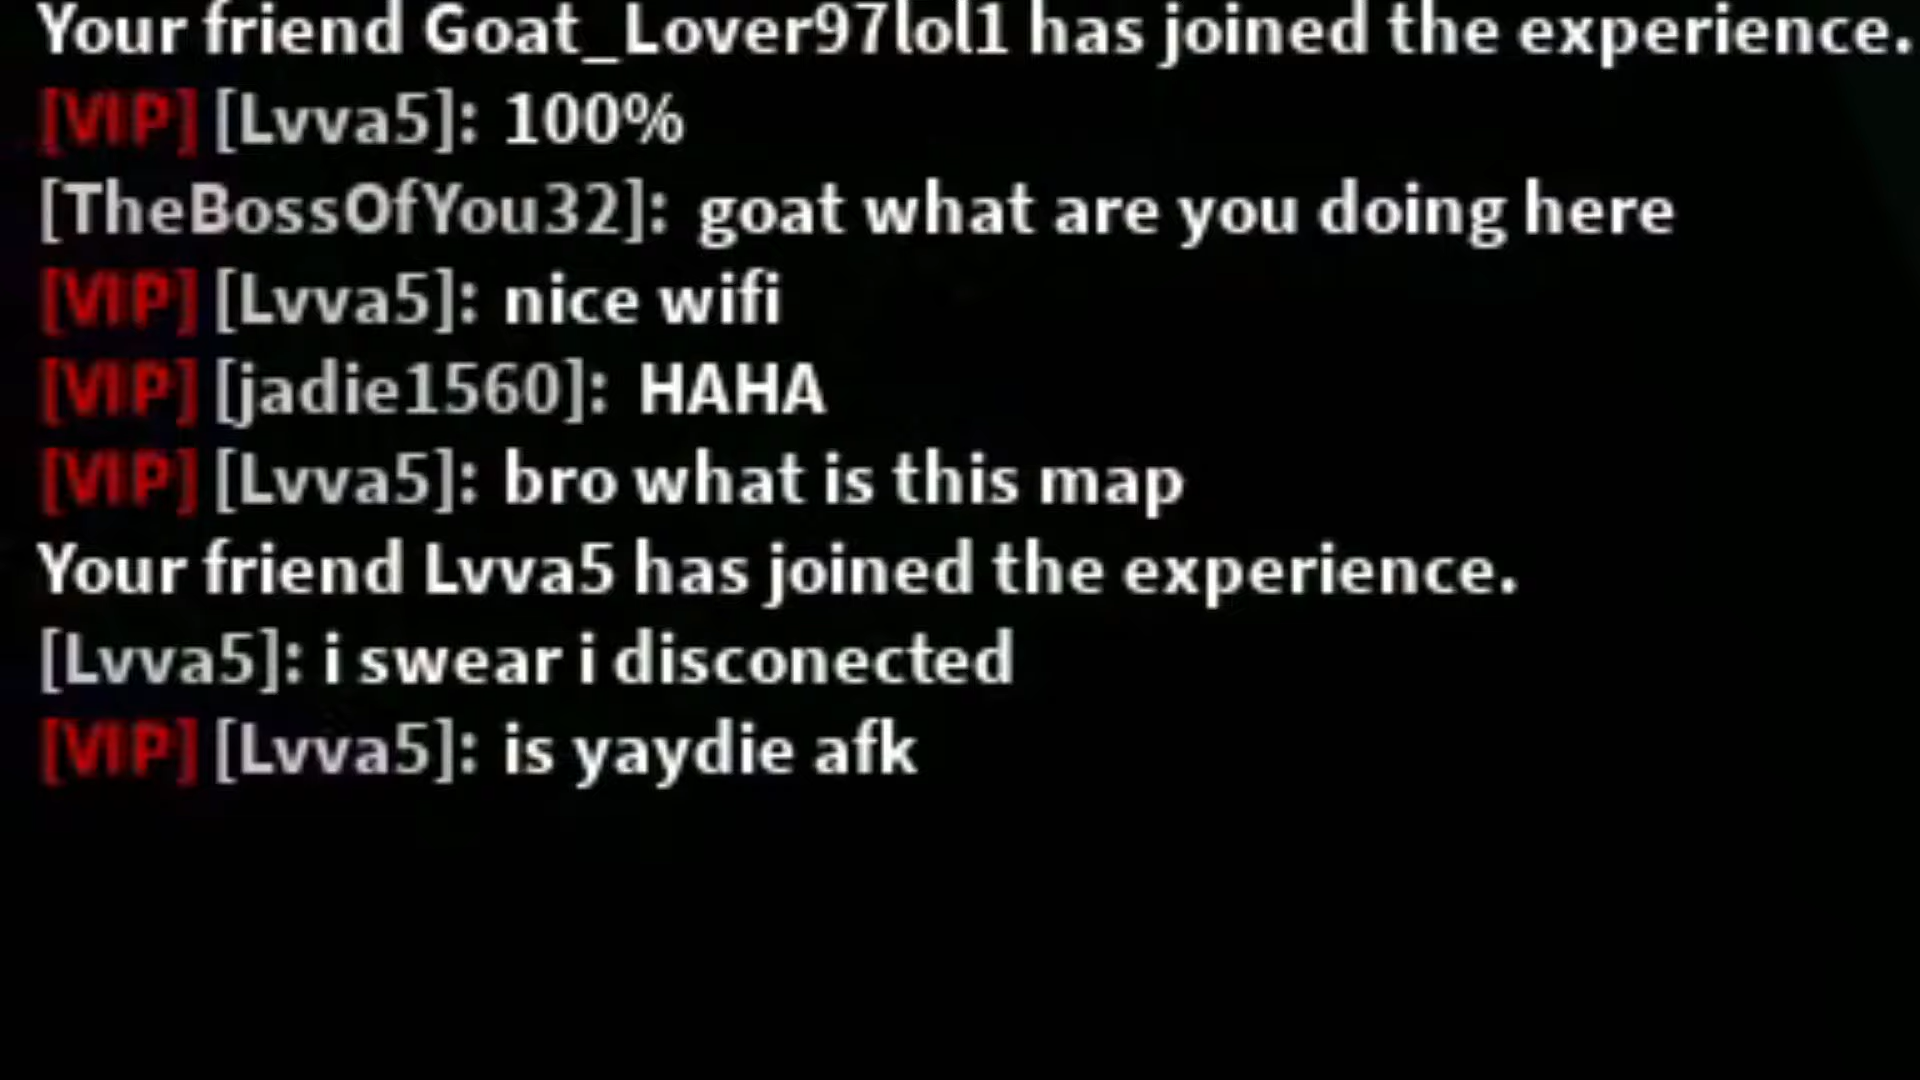 Your friend Goat_Lover97lol1 has joined the experience.
[VIP] [Lvva5]: 100%
[TheBossOfYou32]: goat what are you doing here
[VIP] [Lvva5]: nice wifi
[VIP] [jadie1560]: HAHA
[VIP] [Lvva5]: bro what is this map
Your friend Lvva5 has joined the experience.
[Lvva5]: i swear i disconected
[VIP] [Lvva5]: is yaydie afk